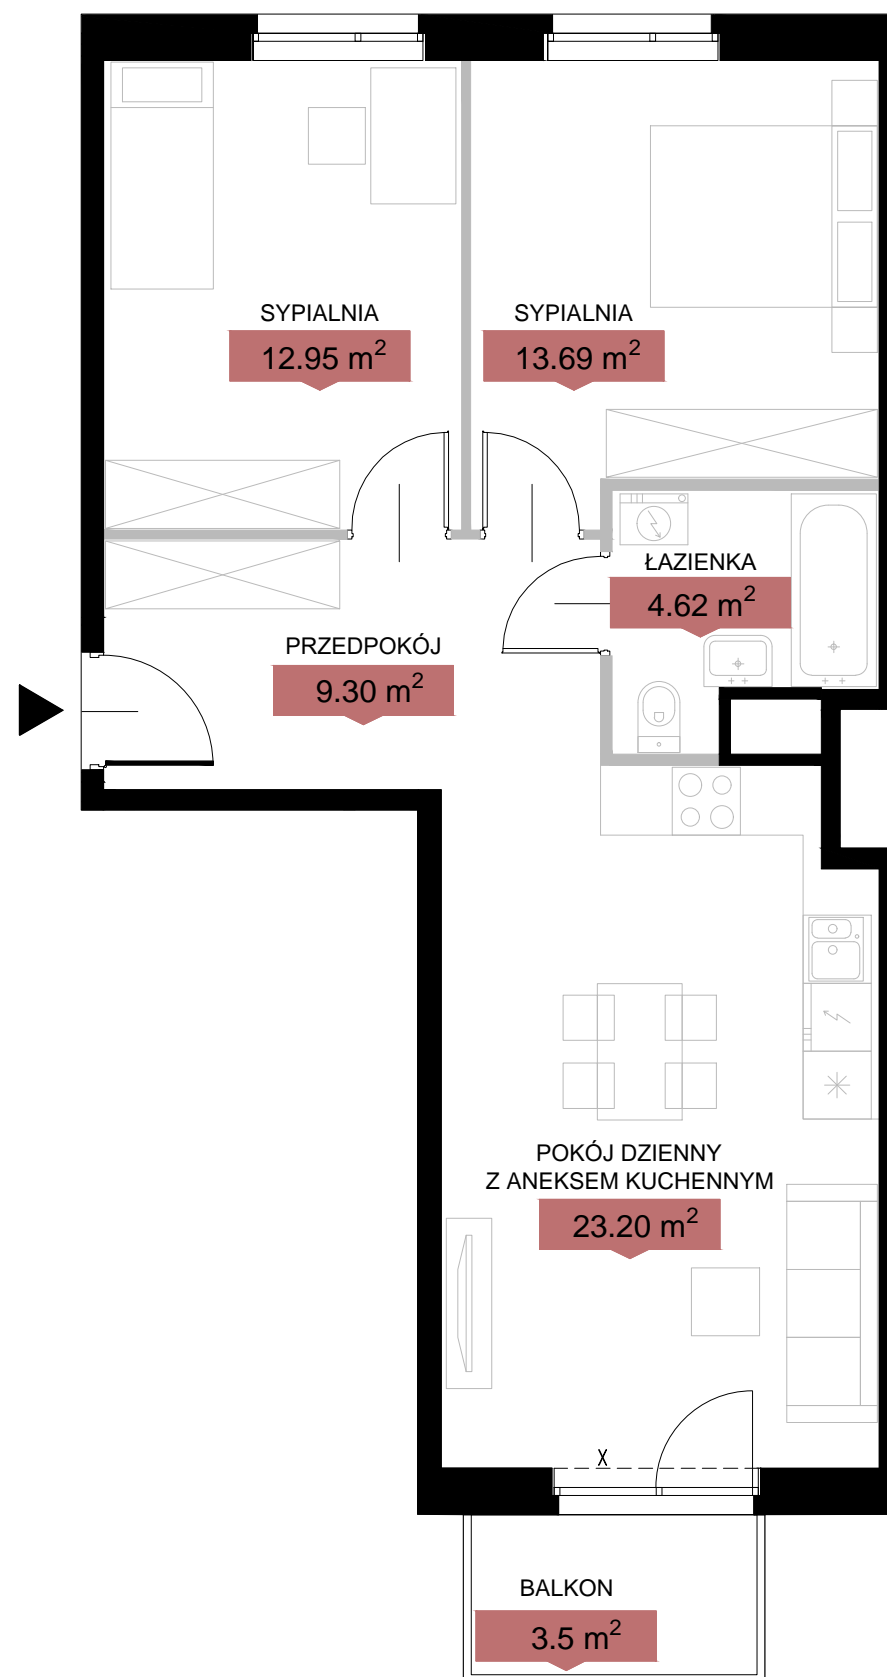 SYPIALNIA
12.95 m²
SYPIALNIA
13.69 m²
ŁAZIENKA
4.62 m²
PRZEDPOKÓJ
9.30 m²
POKÓJ DZIENNY
Z ANEKSEM KUCHENNYM
23.20 m²
X
BALKON
3.5 m²